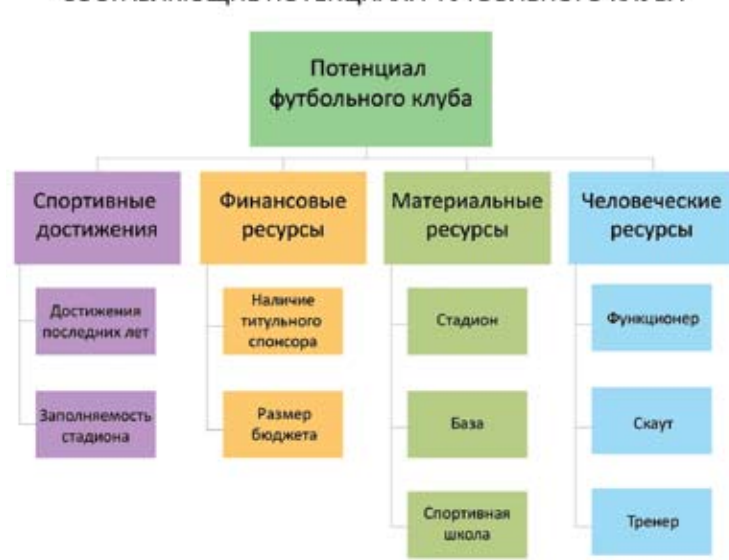 Потенциал
футбольного клуба
Спортивные
достижения
Финансовые
ресурсы
Материальные
ресурсы
Человеческие
ресурсы
Достижения
последних лет
Наличие
титульного
спонсора
Стадион
Функционер
Заполняемость
стадиона
Размер
бюджета
База
Скаут
Спортивная
школа
Тренер